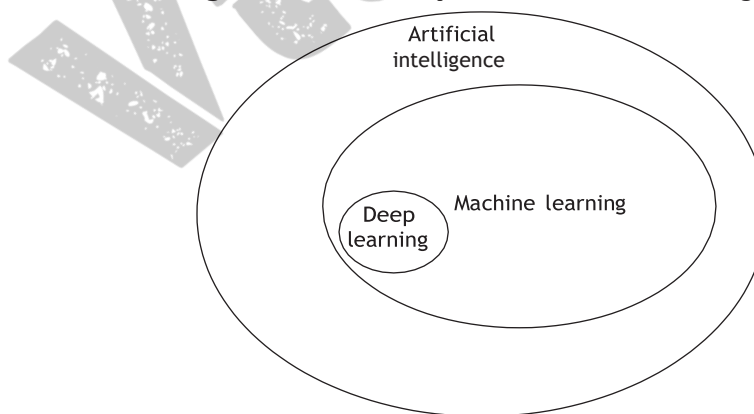 Artificial
intelligence
Machine learning
Deep
learning